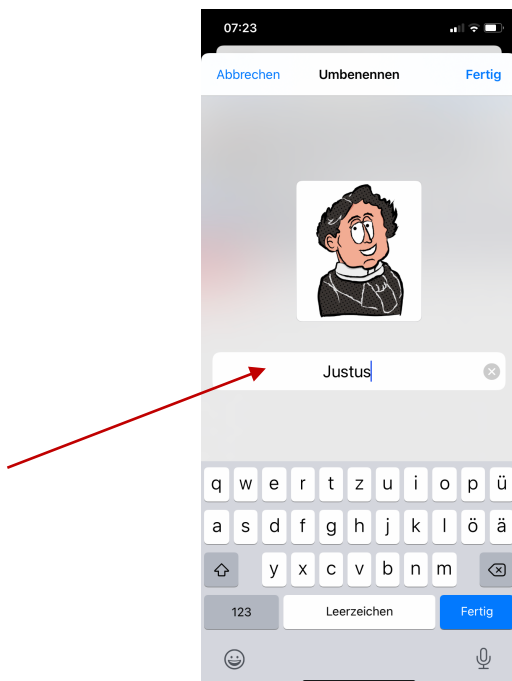 07:23
Abbrechen Umbenennen Fertig
Justus
q w e r t z u i o p ü
a s d f g h j k l ö ä
y x c v b n m
123 Leerzeichen Fertig